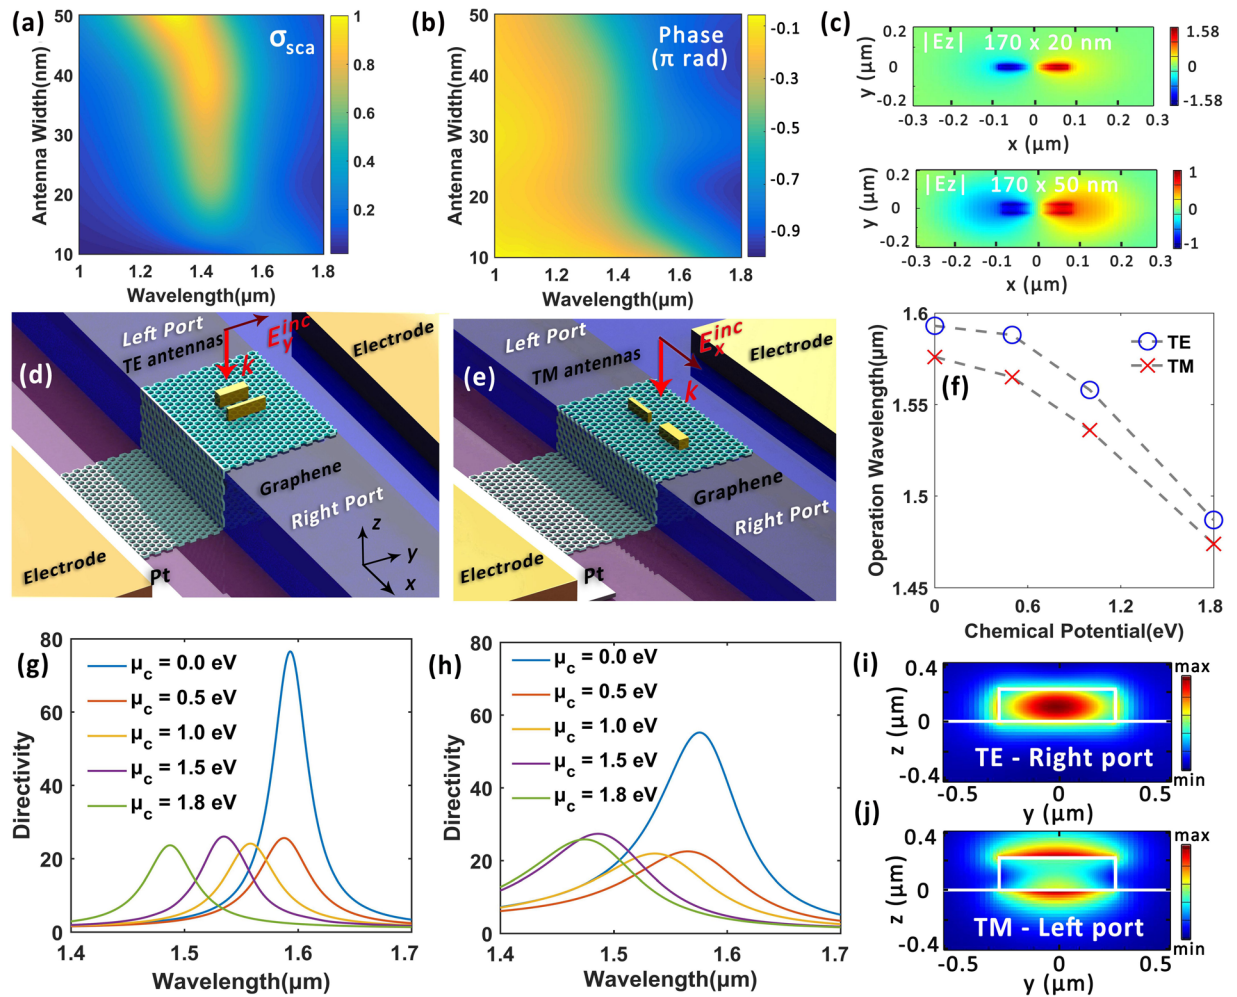 (a)
σsca
Antenna Width(nm)
50
40
30
20
10
1
1.2
1.4
1.6
1.8
Wavelength(µm)
1
0.8
0.6
0.4
0.2
(b)
Phase
(π rad)
Antenna Width(nm)
50
40
30
20
10
1
1.2
1.4
1.6
1.8
Wavelength(µm)
-0.1
-0.3
-0.5
-0.7
-0.9
(c)
|Ez| 170 x 20 nm
y (µm)
0.2
0
-0.2
-0.3 -0.2 -0.1 0 0.1 0.2 0.3
x (µm)
1.58
0
-1.58
|Ez| 170 x 50 nm
y (µm)
0.2
0
-0.2
-0.3 -0.2 -0.1 0 0.1 0.2 0.3
x (µm)
1
0
-1
(d)
Left Port
TE antennas
E inc y
k
Electrode
Graphene
Right Port
Electrode
Pt
z
y
x
(e)
Left Port
TM antennas
E inc x
k
Electrode
Graphene
Right Port
Electrode
Pt
(f)
Operation Wavelength(µm)
1.6
1.55
1.5
1.45
0
0.6
1.2
1.8
Chemical Potential(eV)
TE
TM
(g)
Directivity
80
60
40
20
0
1.4
1.5
1.6
1.7
Wavelength(µm)
µc = 0.0 eV
µc = 0.5 eV
µc = 1.0 eV
µc = 1.5 eV
µc = 1.8 eV
(h)
Directivity
80
60
40
20
0
1.4
1.5
1.6
1.7
Wavelength(µm)
µc = 0.0 eV
µc = 0.5 eV
µc = 1.0 eV
µc = 1.5 eV
µc = 1.8 eV
(i)
z (µm)
0.4
0
-0.4
TE - Right port
-0.5 0 0.5
y (µm)
max
min
(j)
z (µm)
0.4
0
-0.4
TM - Left port
-0.5 0 0.5
y (µm)
max
min